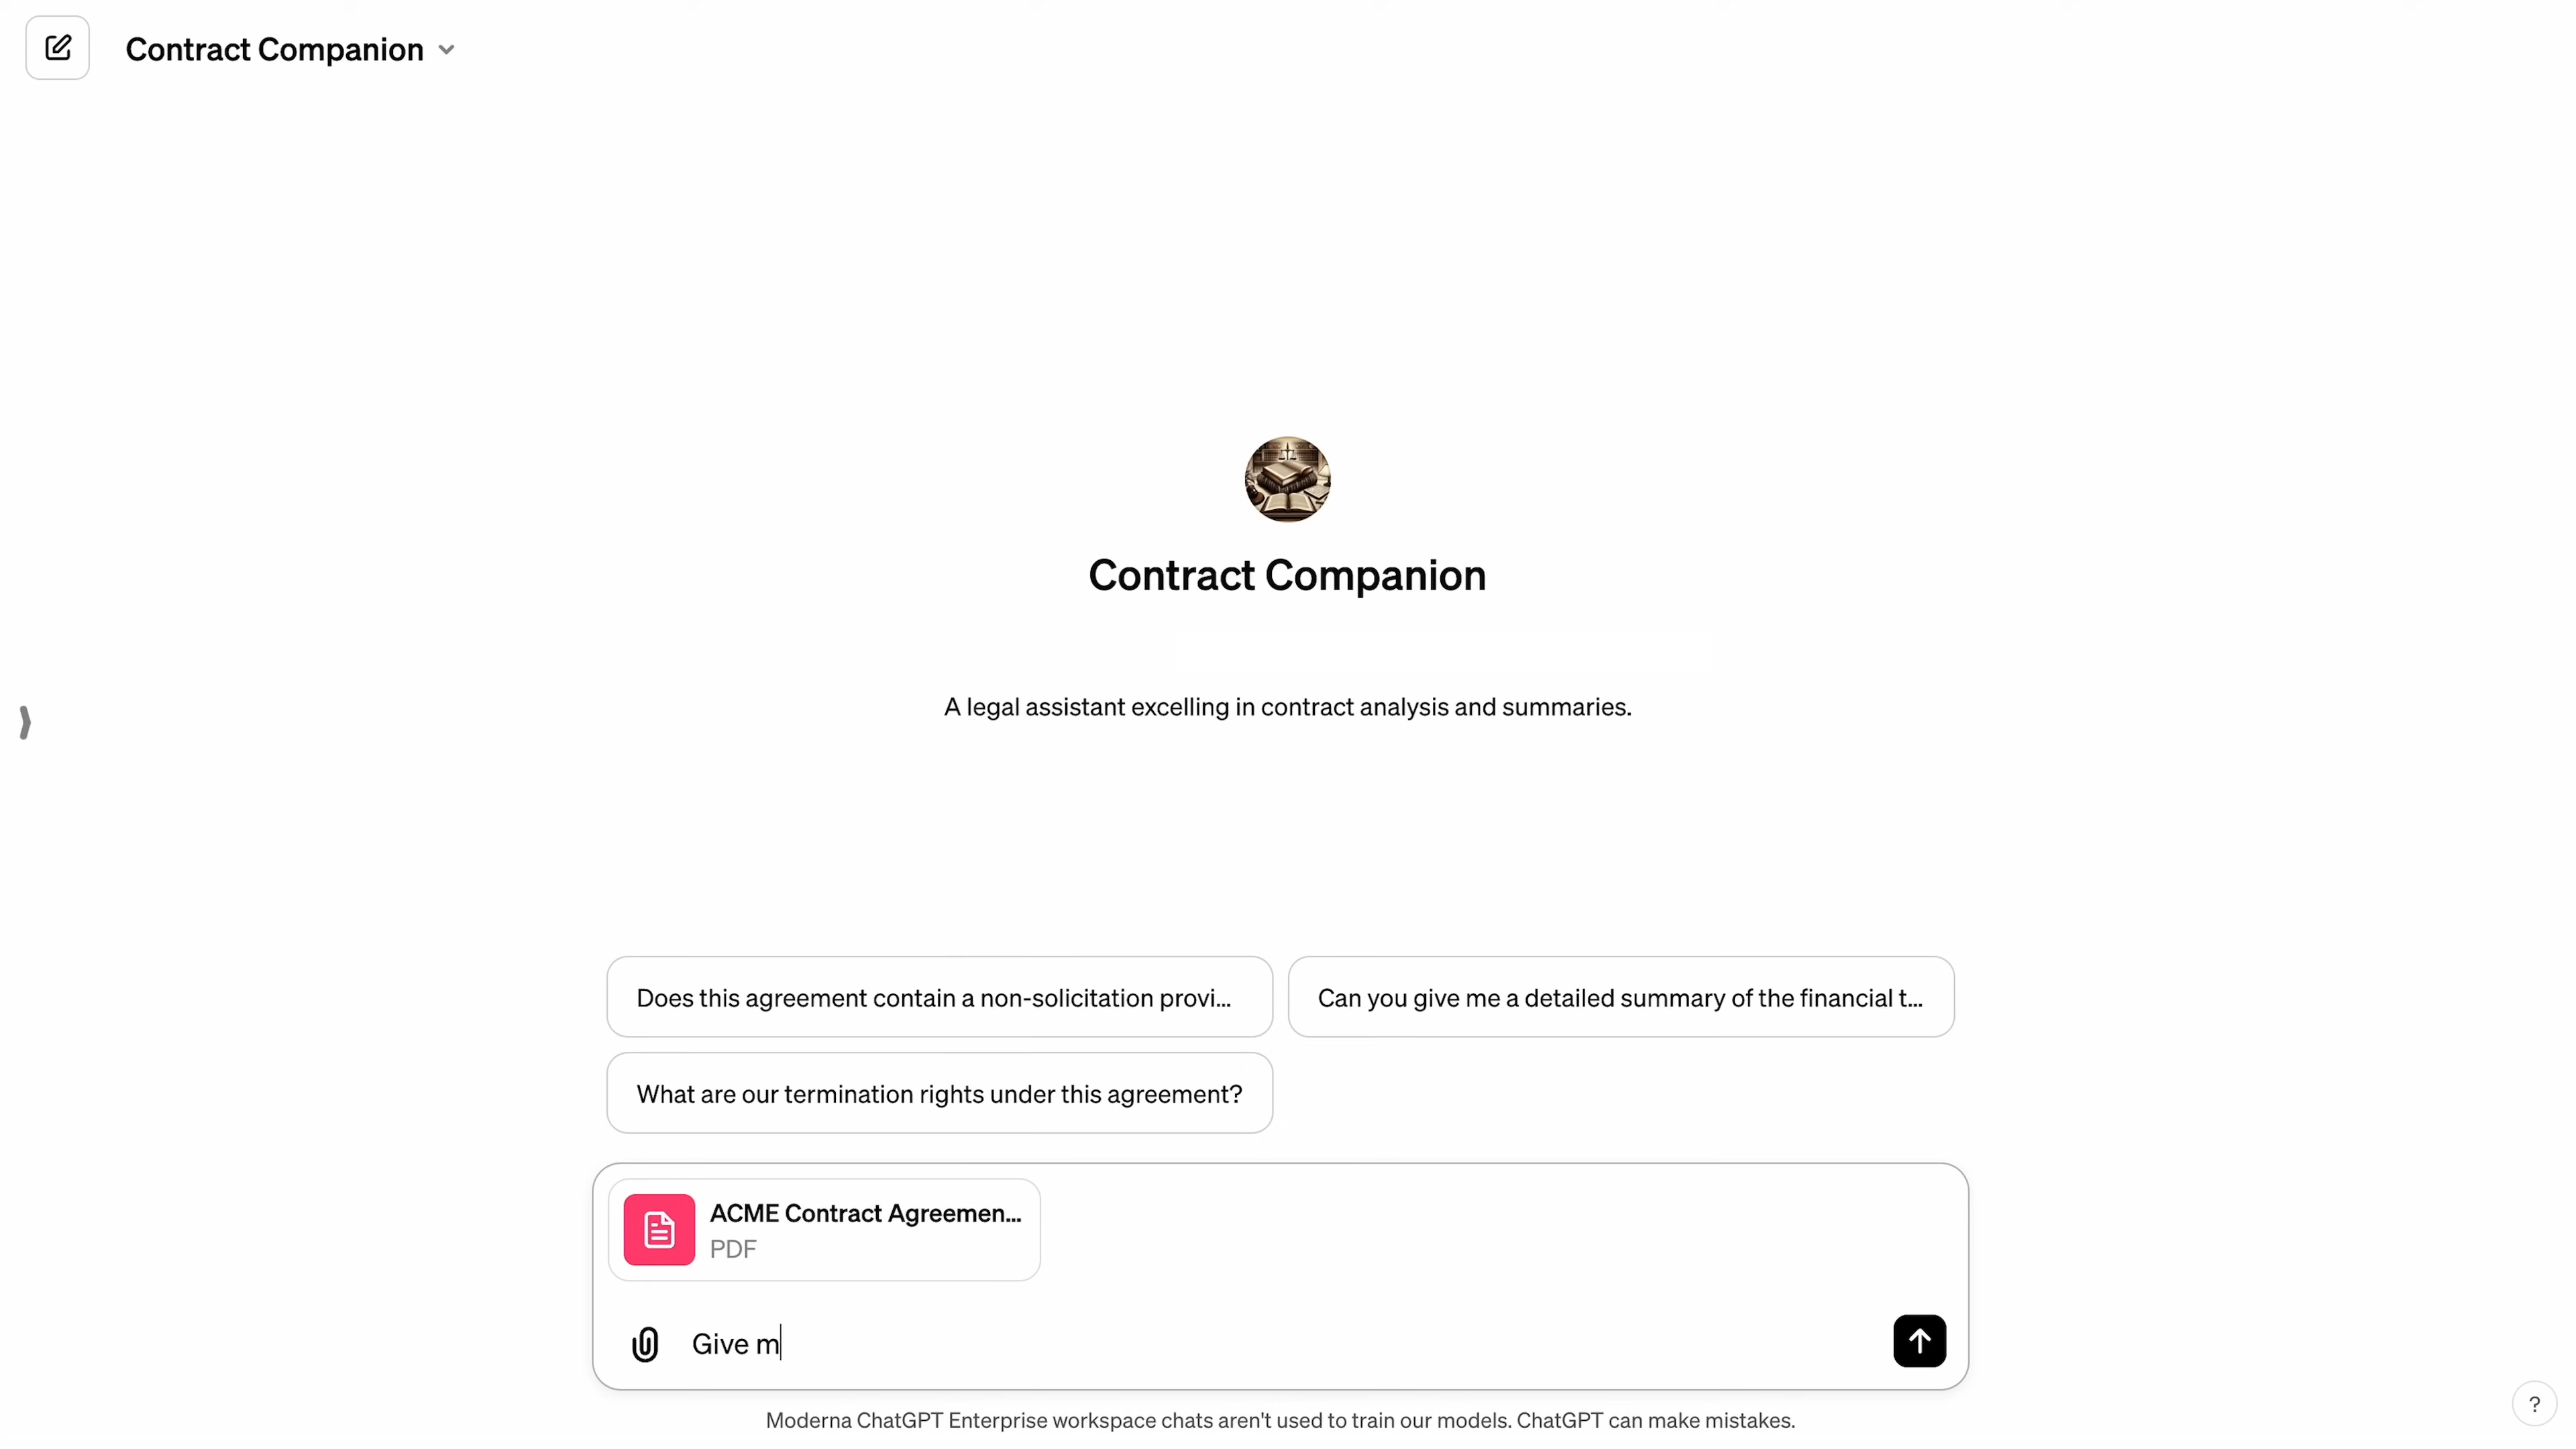 Contract Companion
Contract Companion
A legal assistant excelling in contract analysis and summaries.
Does this agreement contain a non-solicitation provi...
Can you give me a detailed summary of the financial t...
What are our termination rights under this agreement?
ACME Contract Agreemen...
PDF
Give m
Moderna ChatGPT Enterprise workspace chats aren't used to train our models. ChatGPT can make mistakes.
?